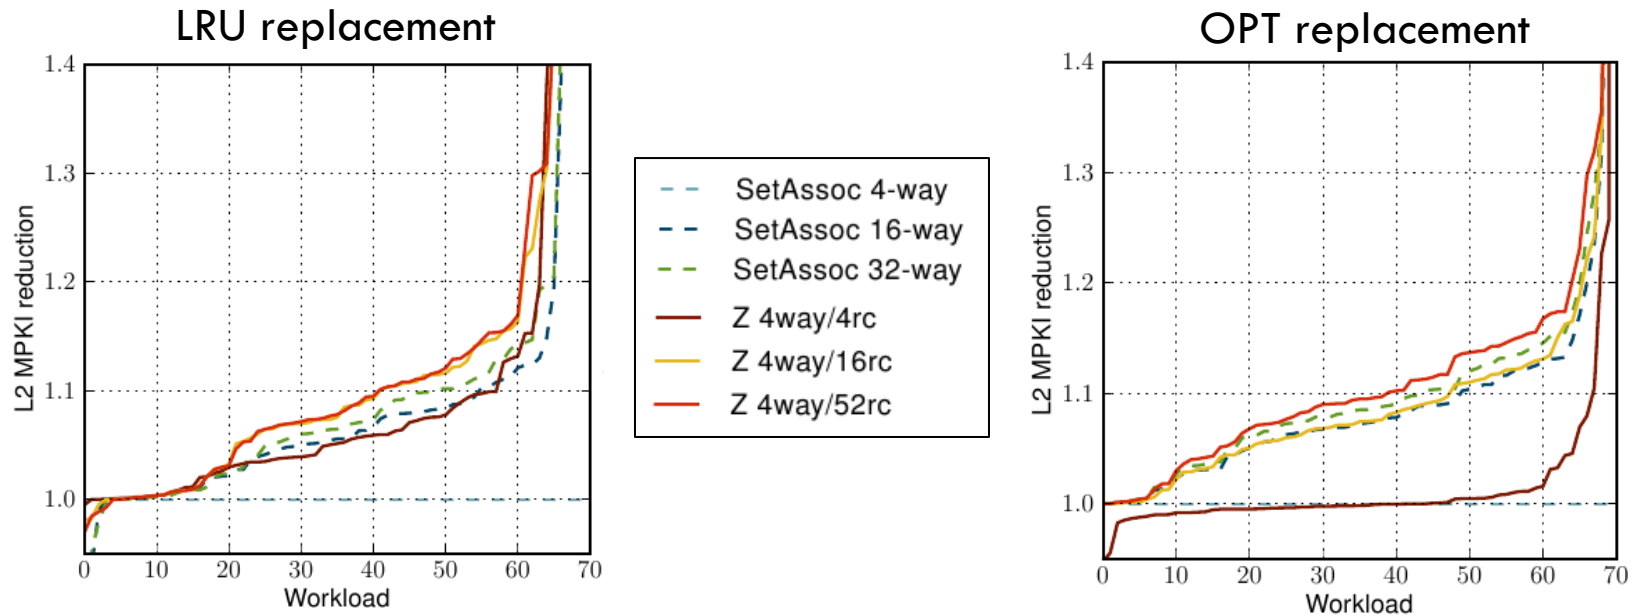 LRU replacement
1.4
1.3
1.2
1.1
1.0
L2 MPKI reduction
0 10 20 30 40 50 60 70
Workload
SetAssoc 4-way
SetAssoc 16-way
SetAssoc 32-way
Z 4way/4rc
Z 4way/16rc
Z 4way/52rc
OPT replacement
1.4
1.3
1.2
1.1
1.0
L2 MPKI reduction
0 10 20 30 40 50 60 70
Workload